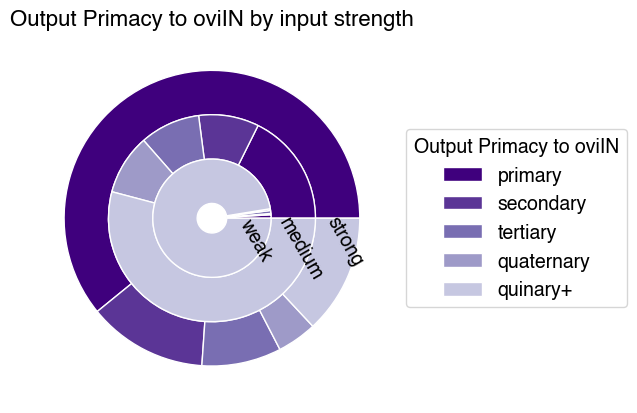 Output Primacy to oviIN by input strength
weak
medium
strong
Output Primacy to oviIN
primary
secondary
tertiary
quaternary
quinary+